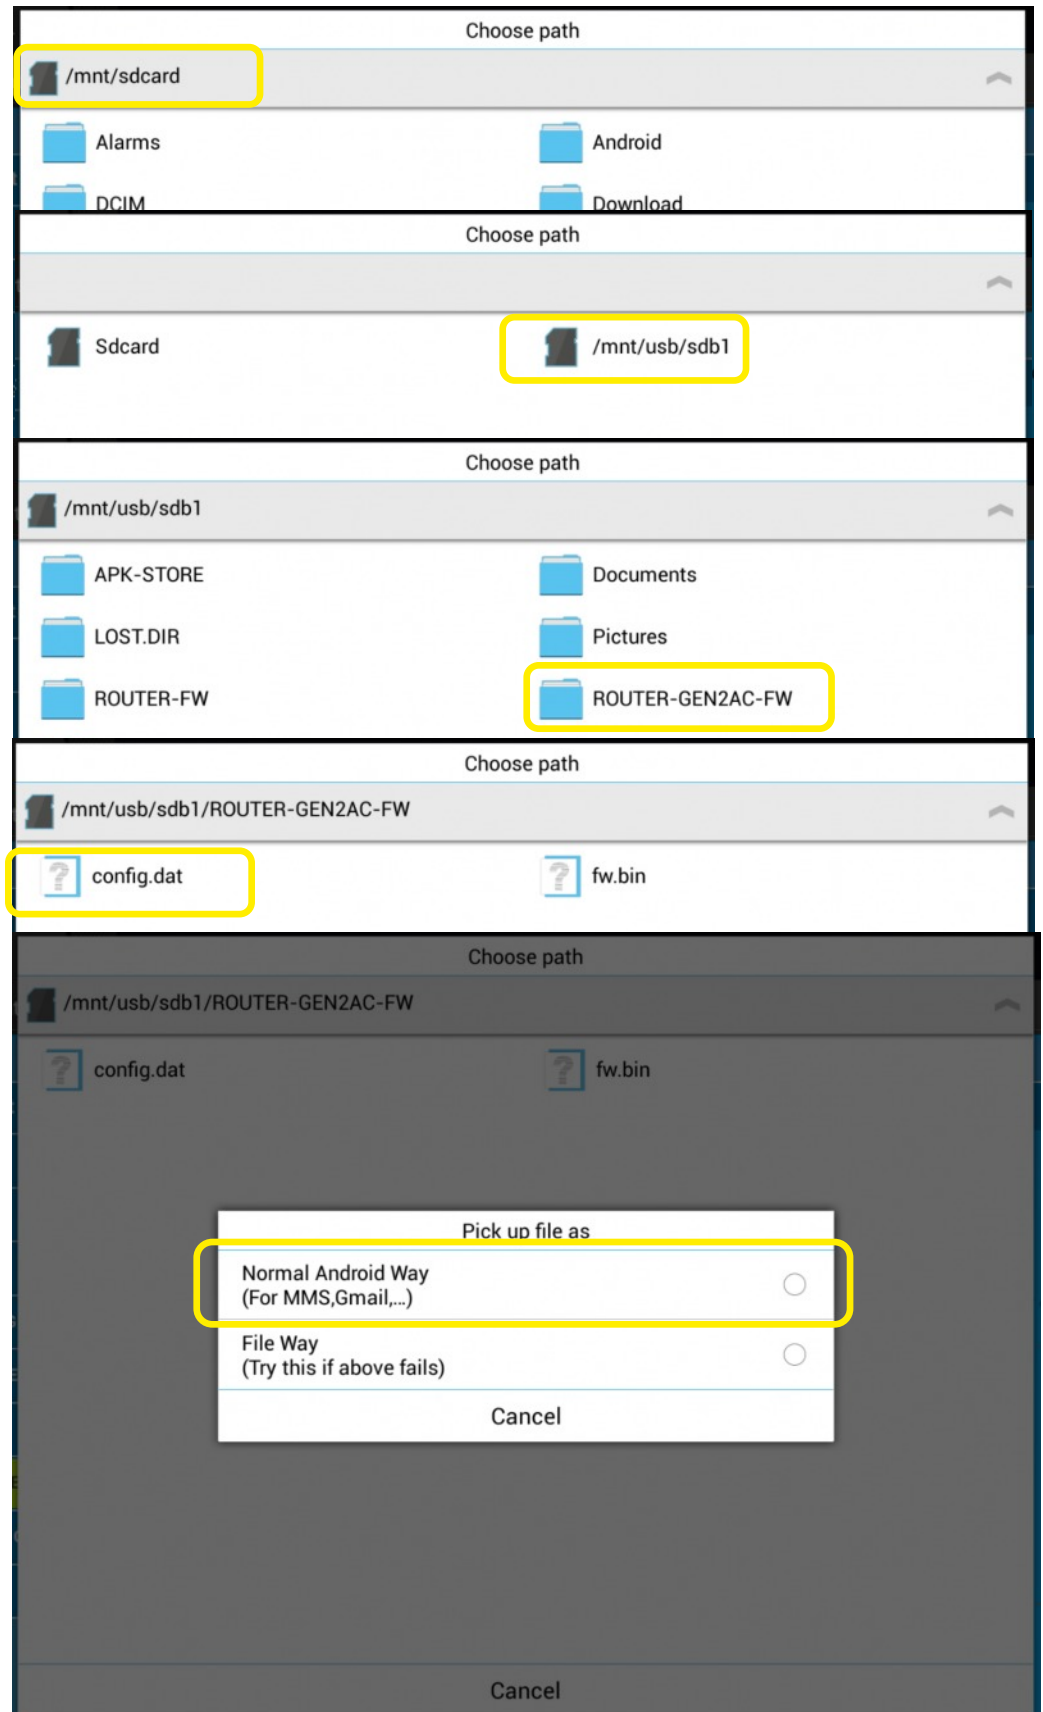 Choose path
/mnt/sdcard
Alarms
Android
DCIM
Download
Choose path
Sdcard
/mnt/usb/sdb1
Choose path
/mnt/usb/sdb1
APK-STORE
Documents
LOST.DIR
Pictures
ROUTER-FW
ROUTER-GEN2AC-FW
Choose path
/mnt/usb/sdb1/ROUTER-GEN2AC-FW
config.dat
fw.bin
Choose path
/mnt/usb/sdb1/ROUTER-GEN2AC-FW
config.dat
fw.bin
Pick up file as
Normal Android Way
(For MMS,Gmail,...)
File Way
(Try this if above fails)
Cancel
Cancel